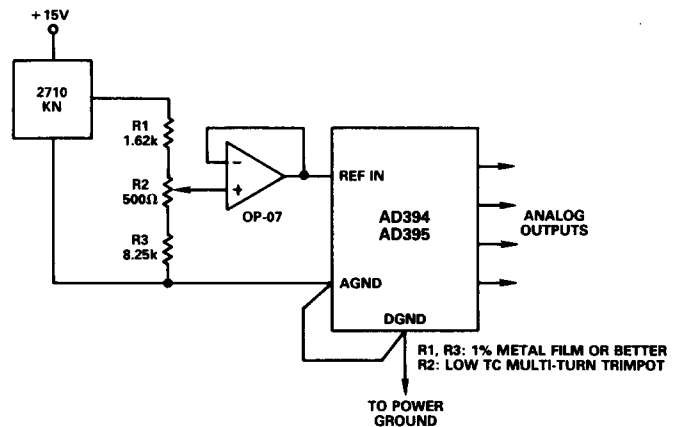 +15V
2710
KN
R1
1.62k
R2
500Ω
R3
8.25k
−
+
OP-07
REF IN
AD394
AD395
AGND
DGND
ANALOG
OUTPUTS
R1, R3: 1% METAL FILM OR BETTER
R2: LOW TC MULTI-TURN TRIMPOT
TO POWER
GROUND